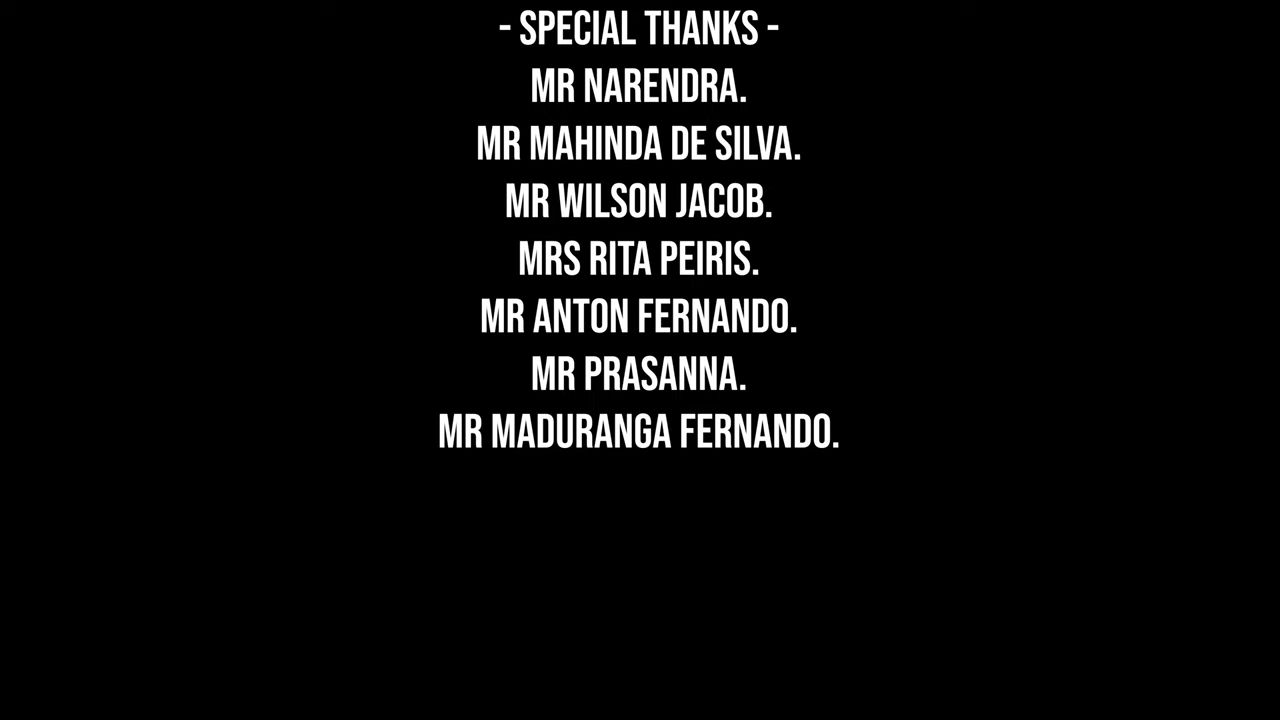 - SPECIAL THANKS -
MR NARENDRA.
MR MAHINDA DE SILVA.
MR WILSON JACOB.
MRS RITA PEIRIS.
MR ANTON FERNANDO.
MR PRASANNA.
MR MADURANGA FERNANDO.